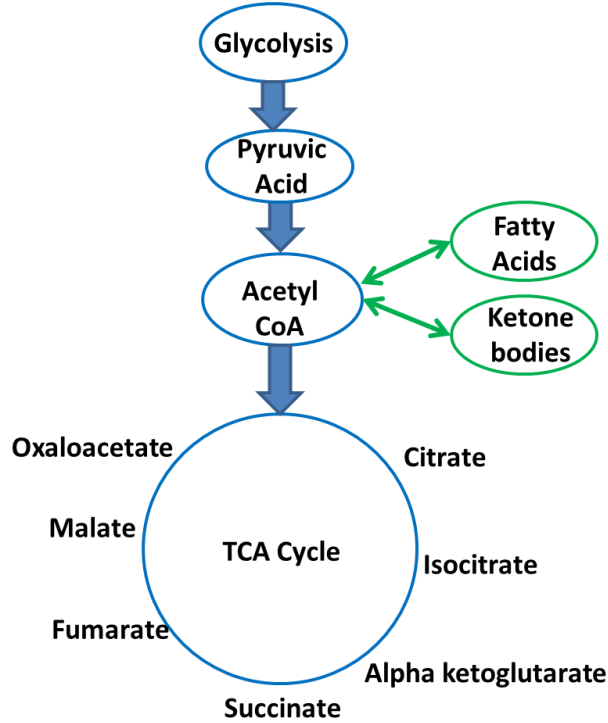 Glycolysis
Pyruvic
Acid
Acetyl
CoA
Fatty
Acids
Ketone
bodies
Oxaloacetate
Citrate
Malate
TCA Cycle
Isocitrate
Fumarate
Alpha ketoglutarate
Succinate